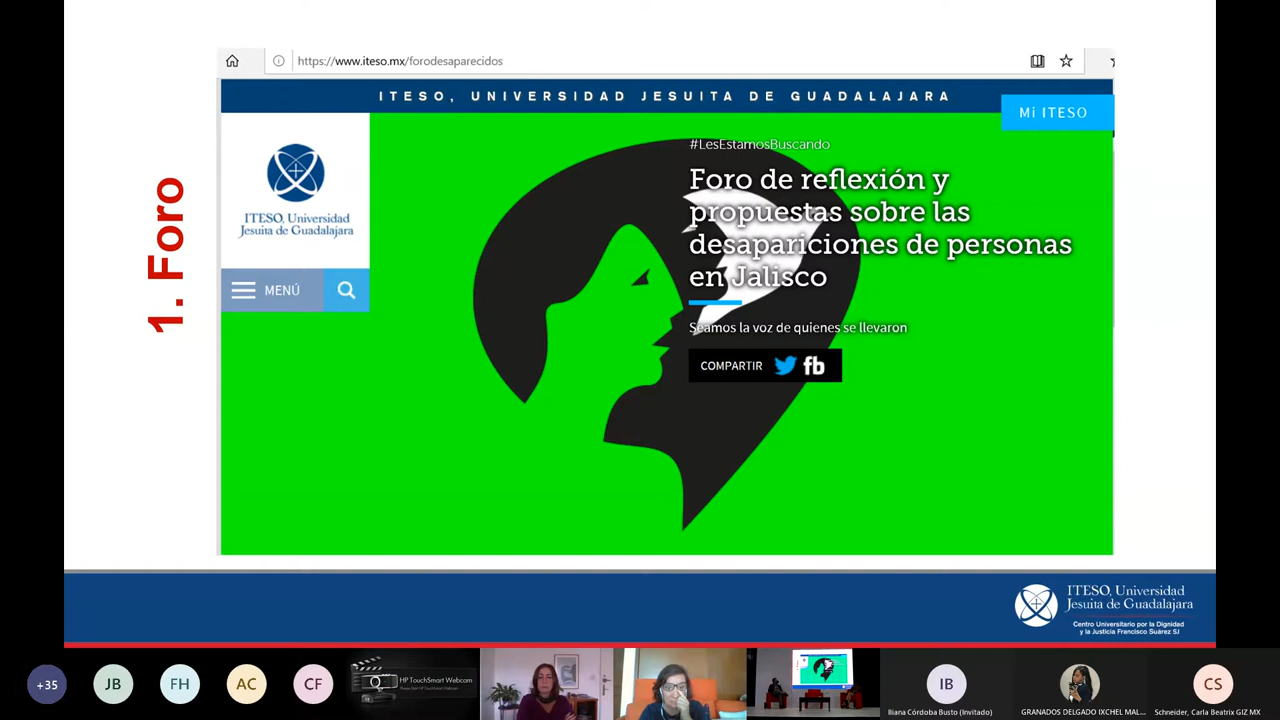 https://www.iteso.mx/forodesaparecidos
ITESO, UNIVERSIDAD JESUITA DE GUADALAJARA
Mi ITESO
ITESO, Universidad
Jesuita de Guadalajara
MENÚ
1. Foro
#LesEstamosBuscando
Foro de reflexión y
propuestas sobre las
desapariciones de personas
en Jalisco
Seamos la voz de quienes se llevaron
COMPARTIR fb
ITESO, Universidad
Jesuita de Guadalajara
Centro Universitario por la Dignidad
y la Justicia Francisco Suárez SJ
+35
JB
FH
AC
CF
HP TouchSmart Webcam
IB
Iliana Córdoba Busto (Invitado)
GRANADOS DELGADO IXCHEL MAL...
CS
Schneider, Carla Beatrix GIZ MX